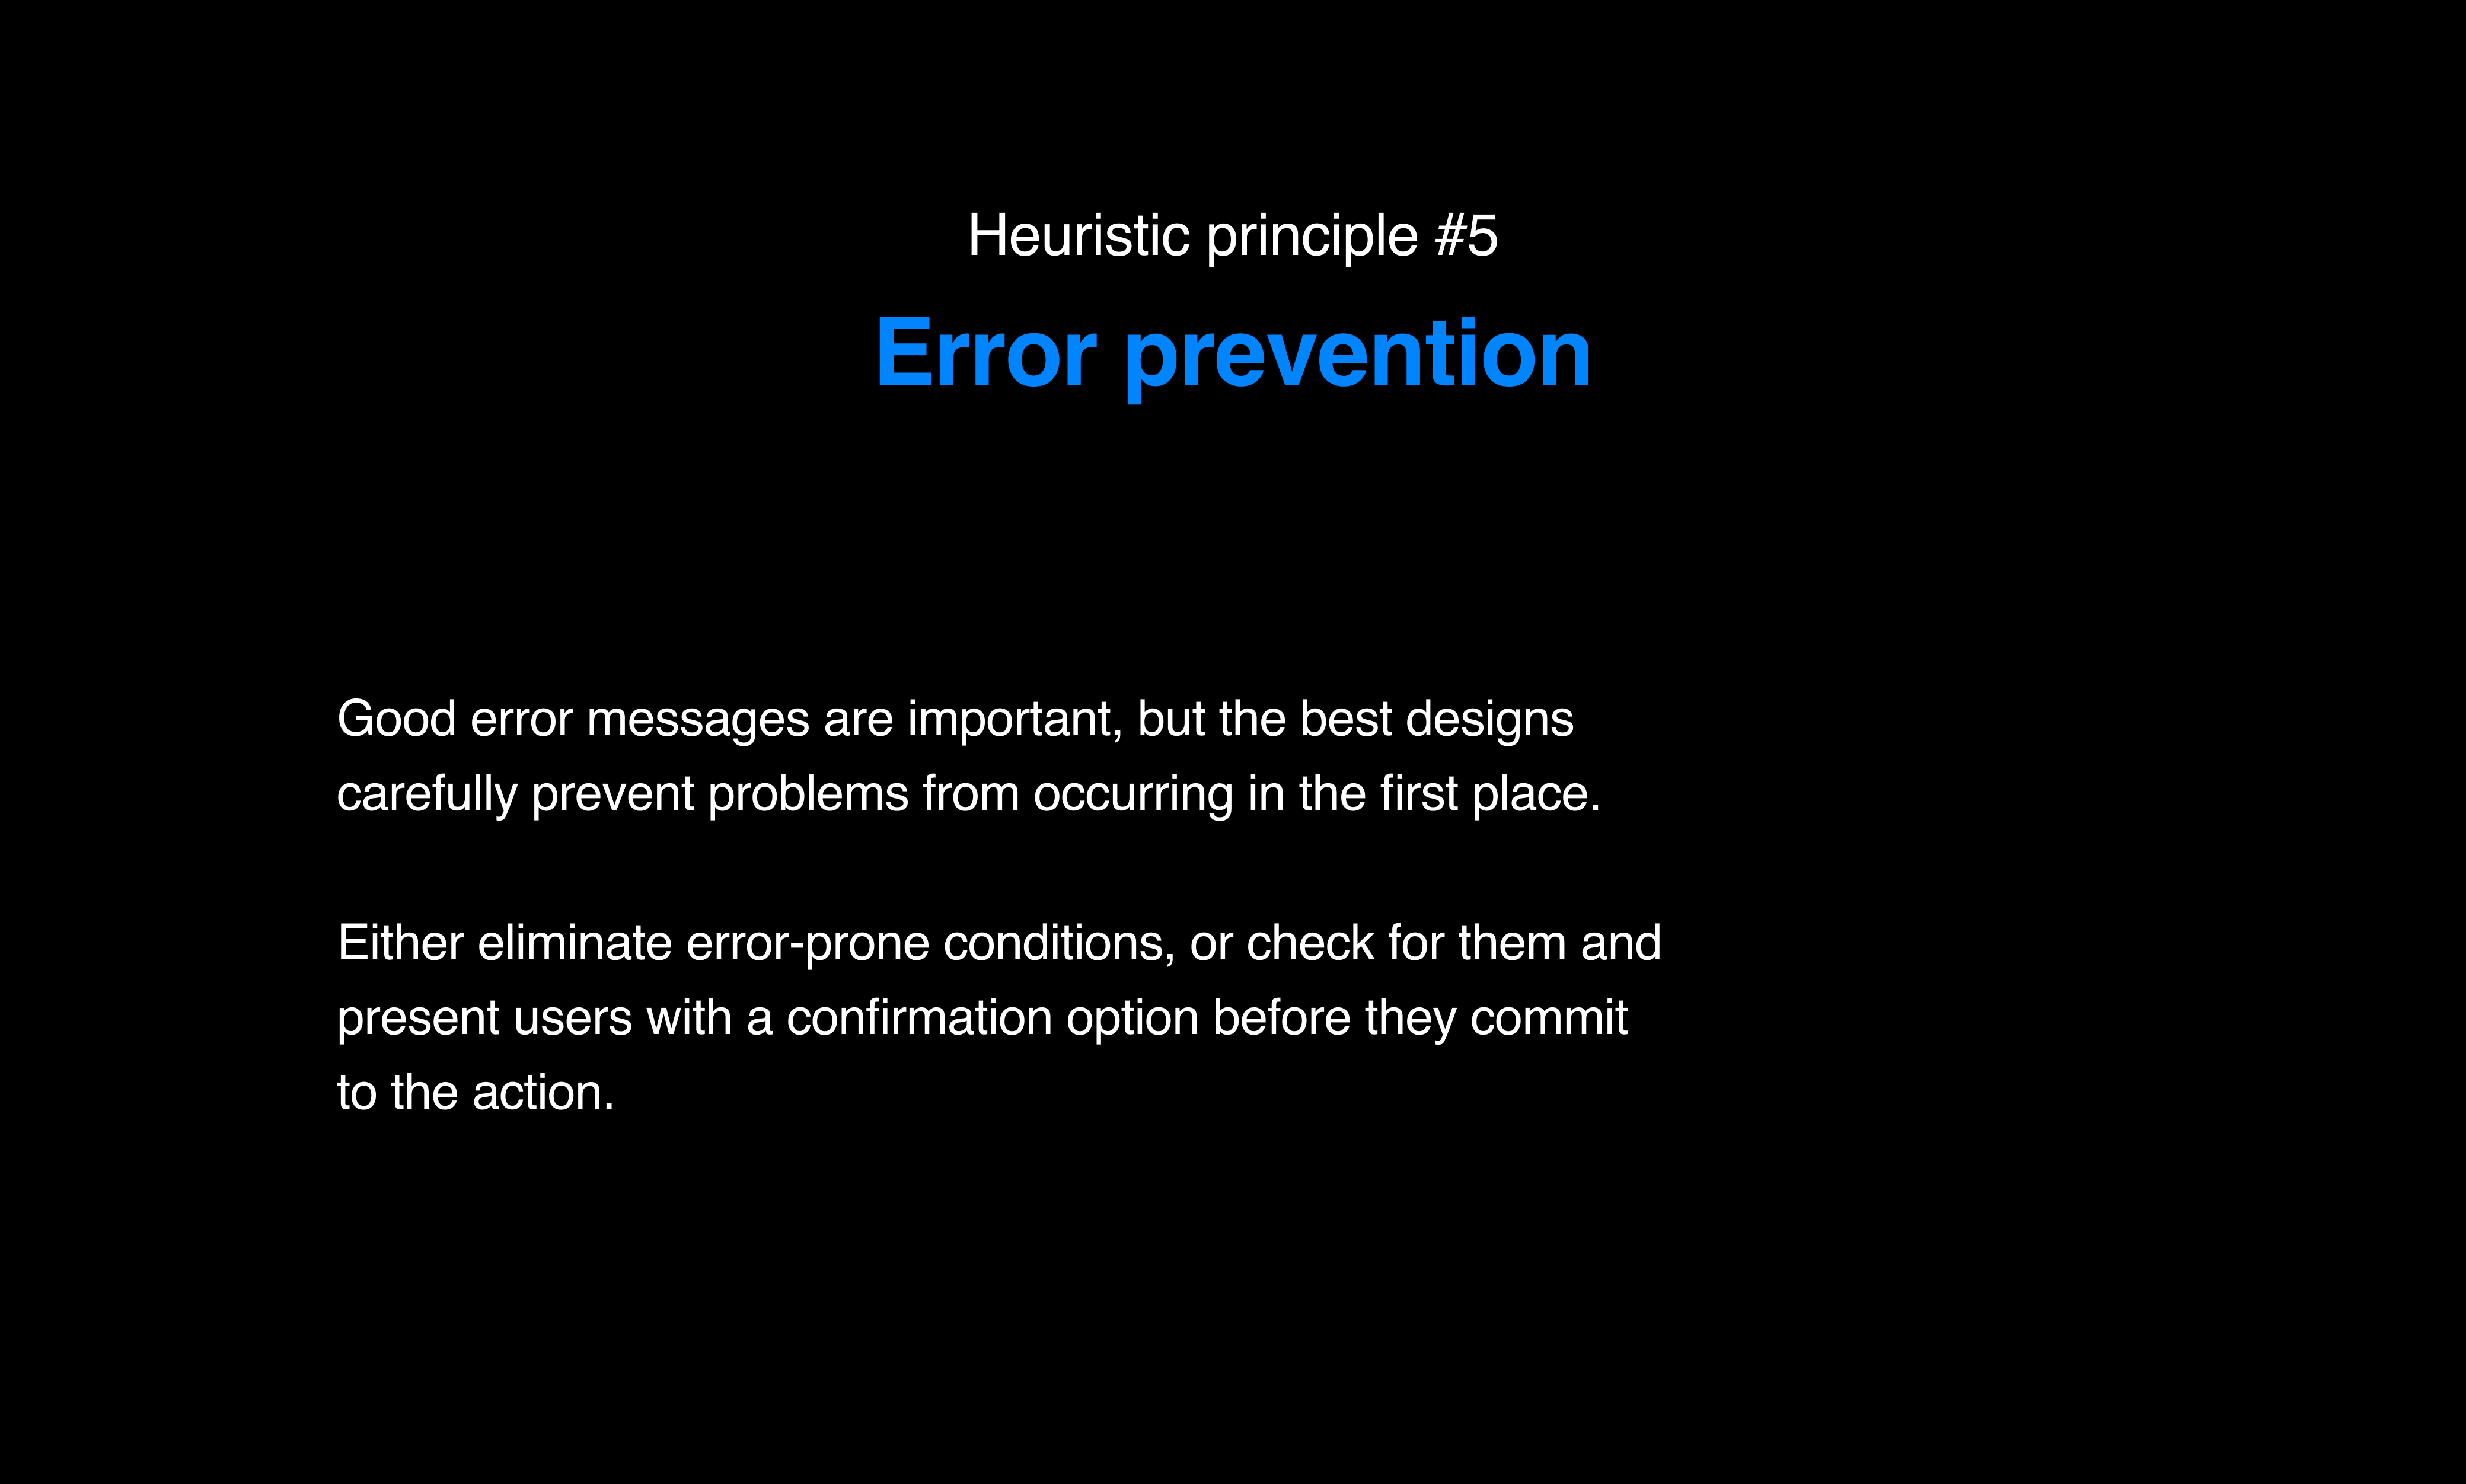 Heuristic principle #5
Error prevention
Good error messages are important, but the best designs
carefully prevent problems from occurring in the first place.
Either eliminate error-prone conditions, or check for them and
present users with a confirmation option before they commit
to the action.